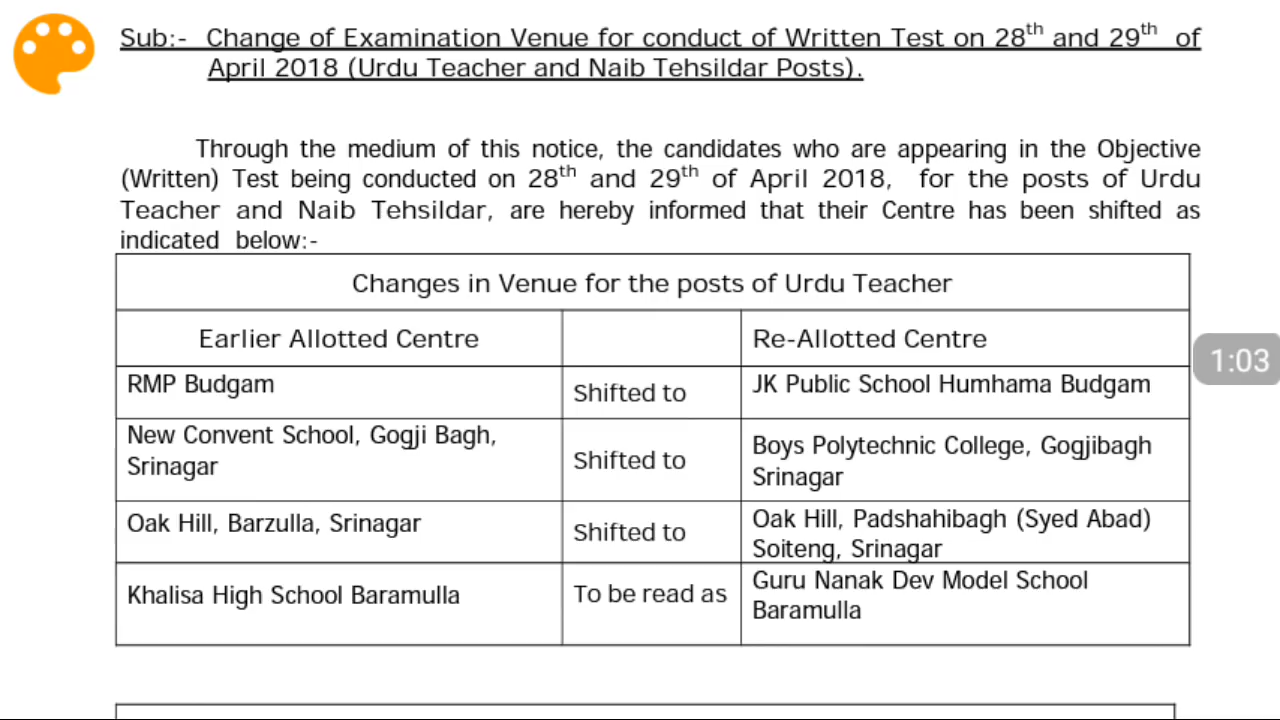 Sub:- Change of Examination Venue for conduct of Written Test on 28th and 29th of
April 2018 (Urdu Teacher and Naib Tehsildar Posts).
Through the medium of this notice, the candidates who are appearing in the Objective
(Written) Test being conducted on 28th and 29th of April 2018, for the posts of Urdu
Teacher and Naib Tehsildar, are hereby informed that their Centre has been shifted as
indicated below:-
Changes in Venue for the posts of Urdu Teacher
Earlier Allotted Centre
Re-Allotted Centre
RMP Budgam
Shifted to
JK Public School Humhama Budgam
New Convent School, Gogji Bagh,
Srinagar
Shifted to
Boys Polytechnic College, Gogjibagh
Srinagar
Oak Hill, Barzulla, Srinagar
Shifted to
Oak Hill, Padshahibagh (Syed Abad)
Soiteng, Srinagar
Khalisa High School Baramulla
To be read as
Guru Nanak Dev Model School
Baramulla
1:03